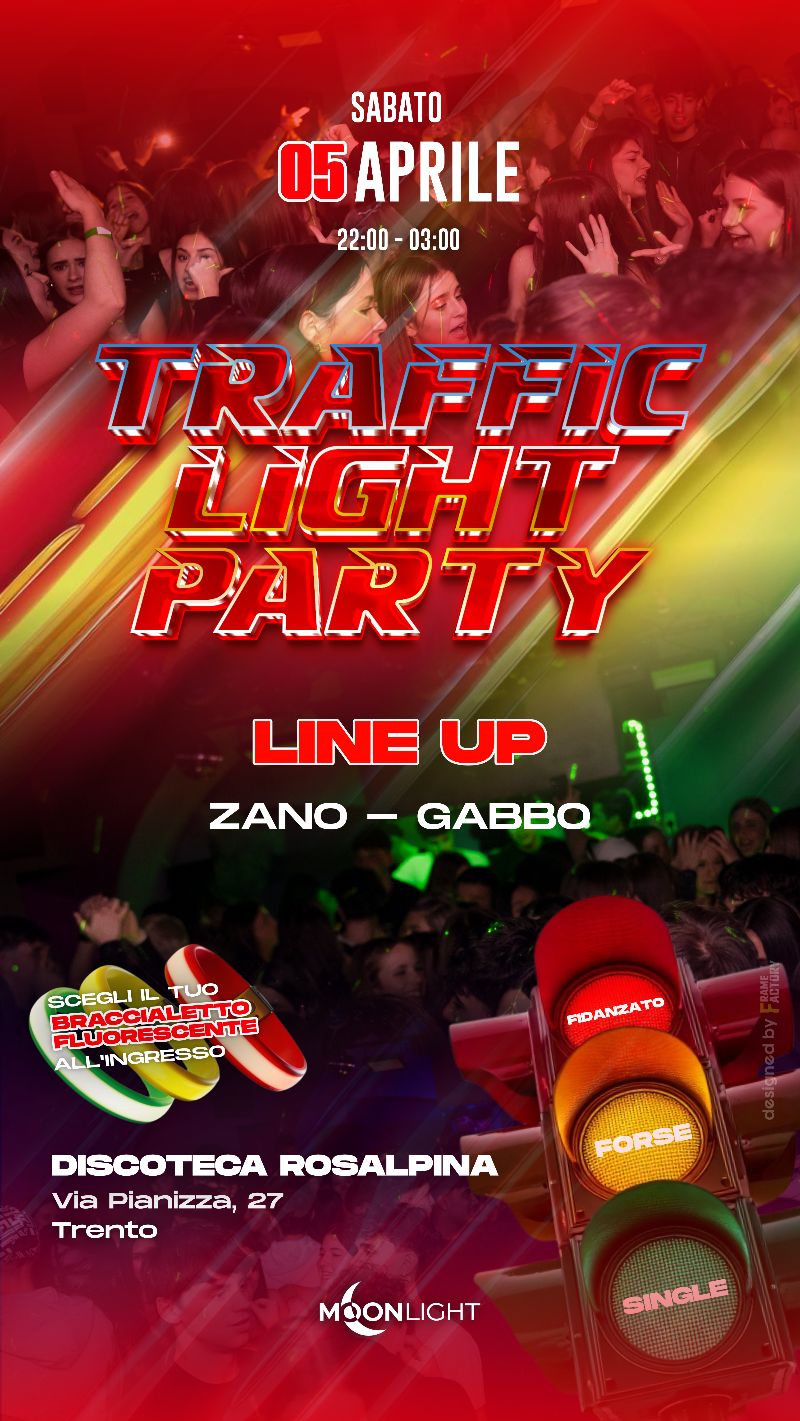 SABATO
05 APRILE
22:00 - 03:00
TRAFFIC
LIGHT
PARTY
LINE UP
ZANO — GABBO
SCEGLI IL TUO
BRACCIALETTO
FLUORESCENTE
ALL'INGRESSO
FIDANZATO
FORSE
SINGLE
designed by FRAME
FACTORY
DISCOTECA ROSALPINA
Via Pianizza, 27
Trento
MOONLIGHT